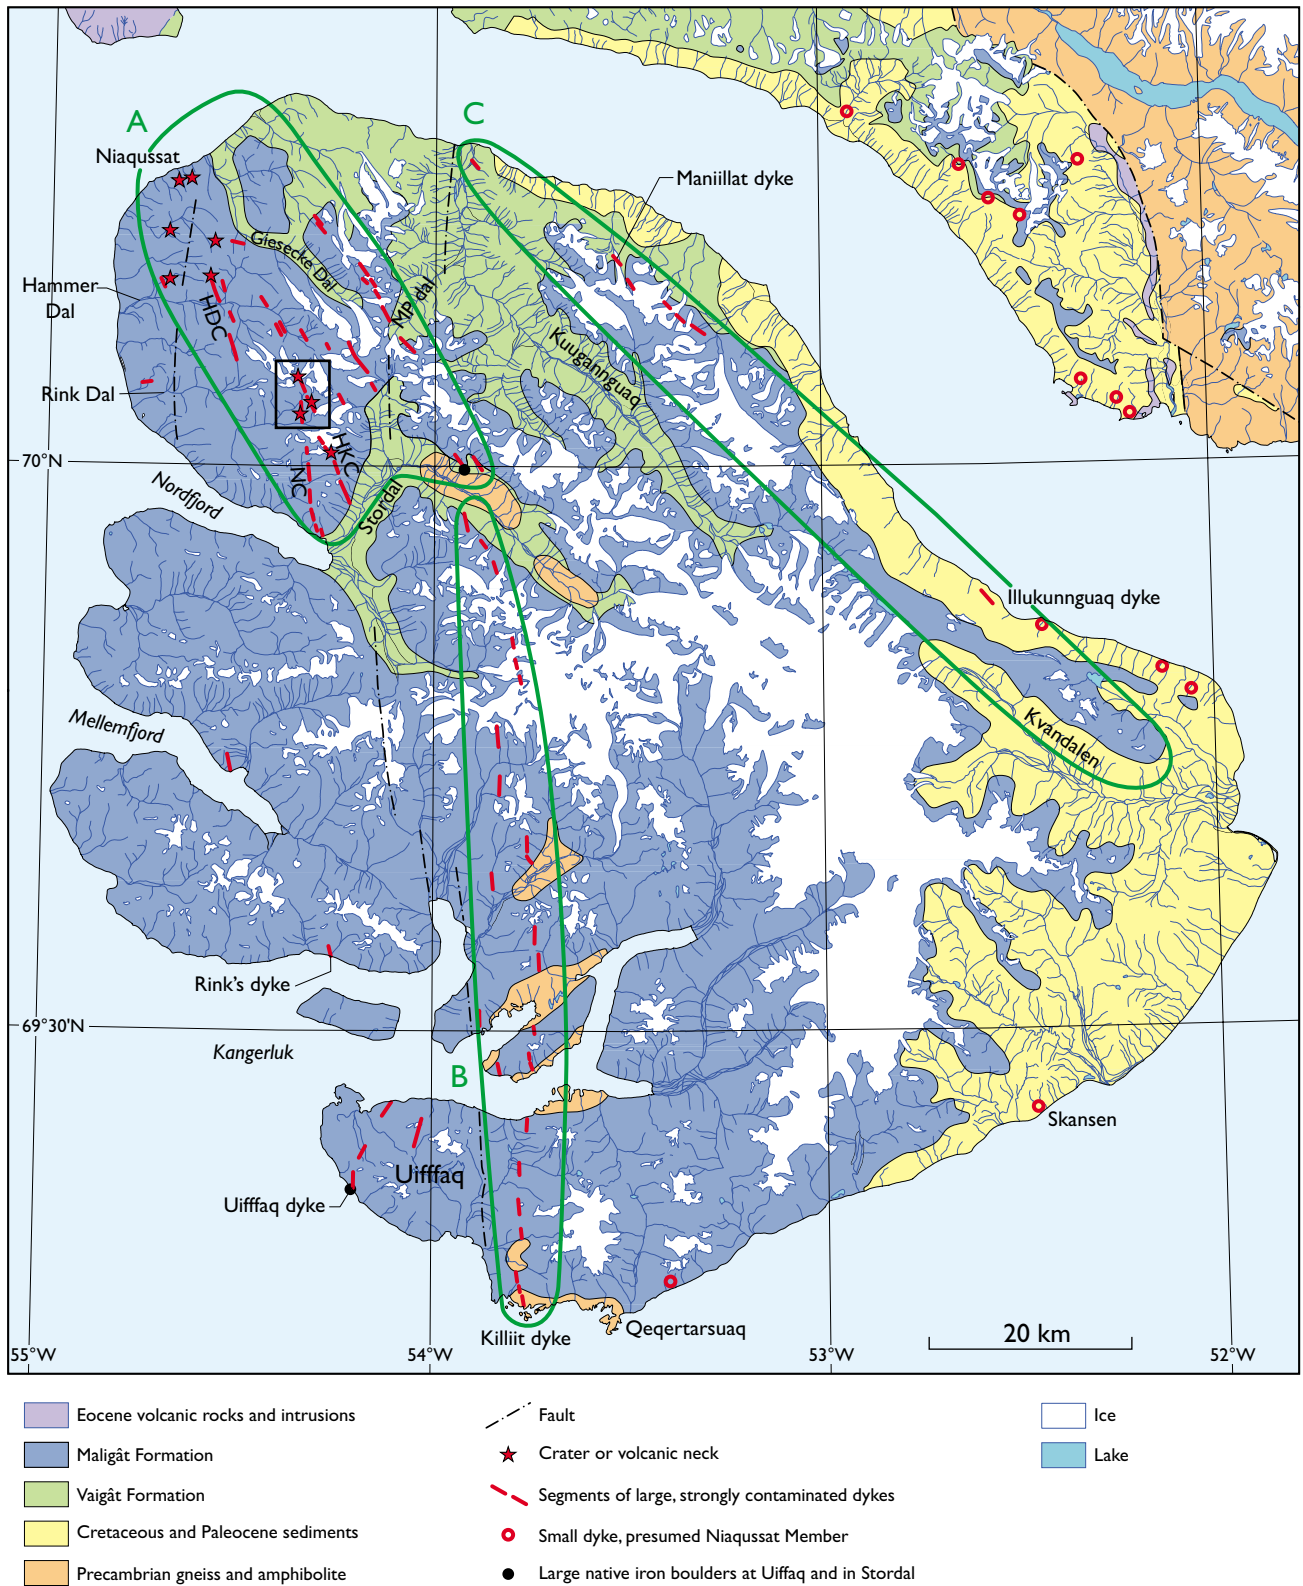 A
C
Niaqussat
Maniillat dyke
Giesecke Dal
MP dal
Hammer
Dal
HDC
Kuugannguaq
Rink Dal
HKC
NC
70°N
Nordfjord
Stordal
Illukunnguaq dyke
Kvandalen
Mellemfjord
Rink's dyke
69°30'N
Kangerluk
B
Skansen
Uifffaq
Uifffaq dyke
Killiit dyke
Qeqertarsuaq
20 km
55°W
54°W
53°W
52°W
Eocene volcanic rocks and intrusions
Maligât Formation
Vaigât Formation
Cretaceous and Paleocene sediments
Precambrian gneiss and amphibolite
Fault
Crater or volcanic neck
Segments of large, strongly contaminated dykes
Small dyke, presumed Niaqussat Member
Large native iron boulders at Uiffaq and in Stordal
Ice
Lake